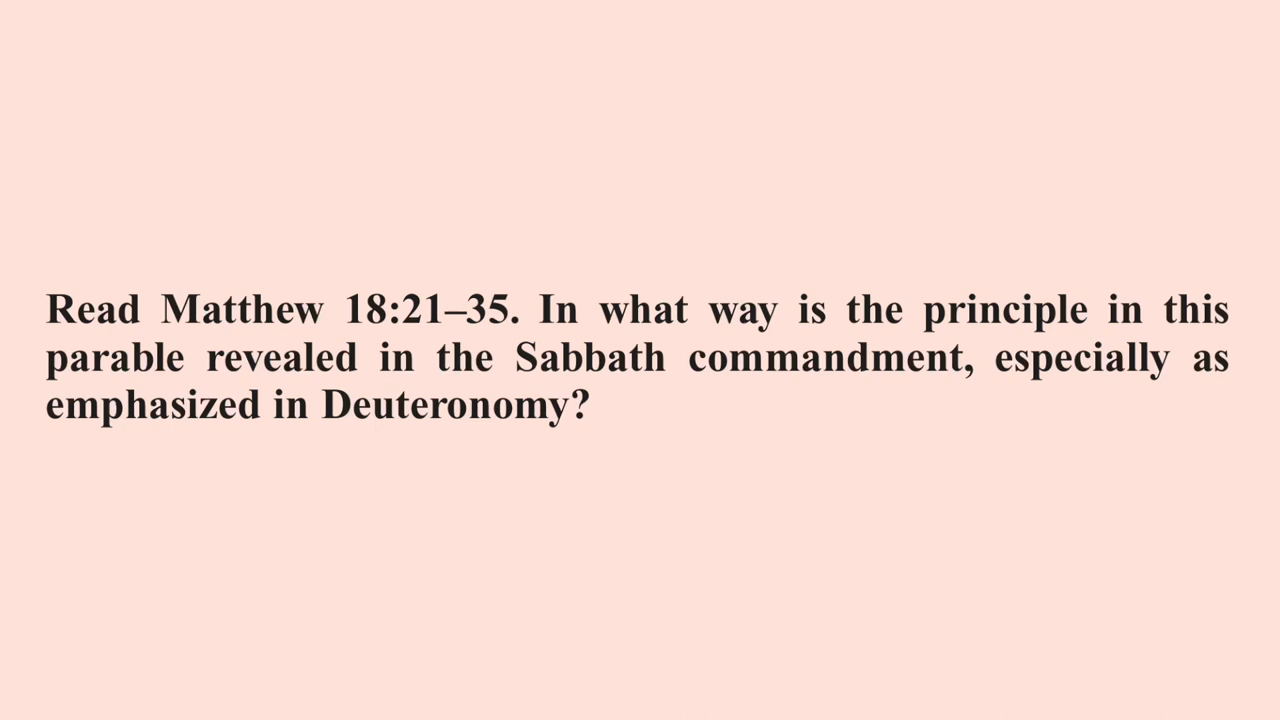 Read Matthew 18:21–35. In what way is the principle in this
parable revealed in the Sabbath commandment, especially as
emphasized in Deuteronomy?